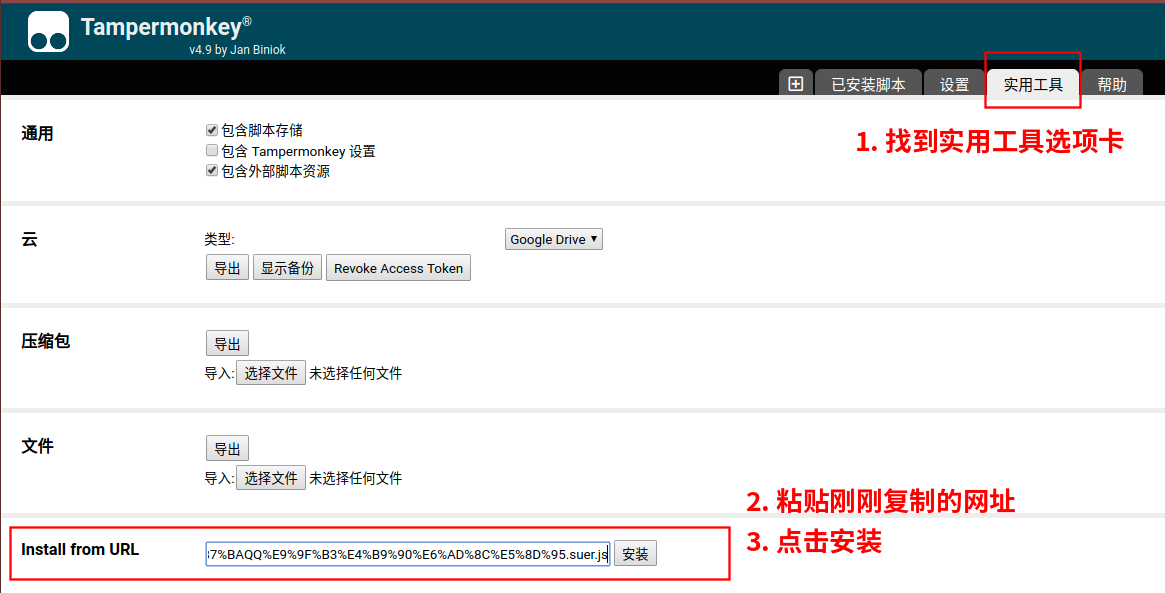 Tampermonkey®
v4.9 by Jan Biniok
已安装脚本 设置 实用工具 帮助
1. 找到实用工具选项卡
通用
包含脚本存储
包含 Tampermonkey 设置
包含外部脚本资源
云
类型: Google Drive
导出 显示备份 Revoke Access Token
压缩包
导出
导入: 选择文件 未选择任何文件
文件
导出
导入: 选择文件 未选择任何文件
2. 粘贴刚刚复制的网址
3. 点击安装
Install from URL 37%BAQQ%E9%9F%B3%E4%B9%90%E6%AD%8C%E5%8D%95.suer.js 安装